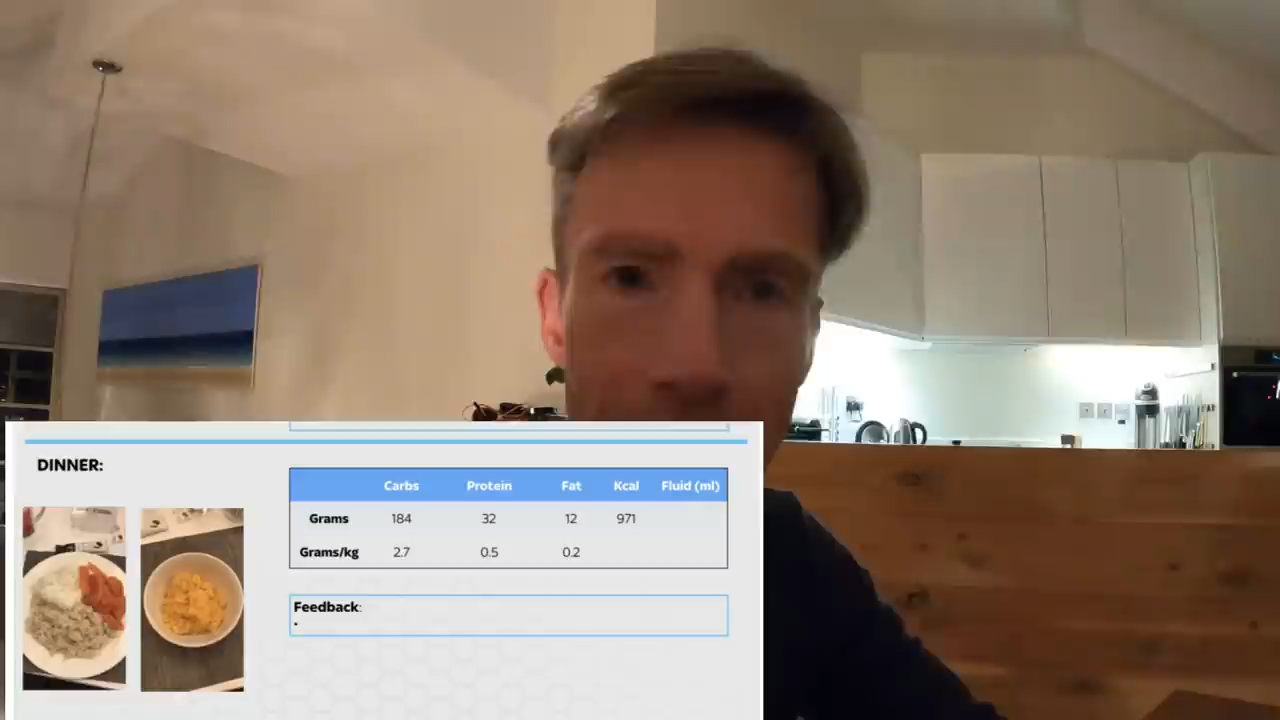 DINNER:
Carbs Protein Fat Kcal Fluid (ml)
Grams 184 32 12 971
Grams/kg 2.7 0.5 0.2
Feedback:
•